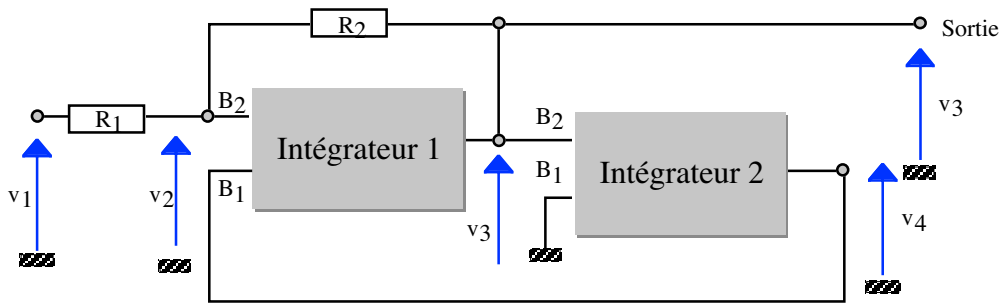 R2
Sortie
B2
R1
Intégrateur 1
B2
v3
B1
Intégrateur 2
B1
v1
v2
v3
v4